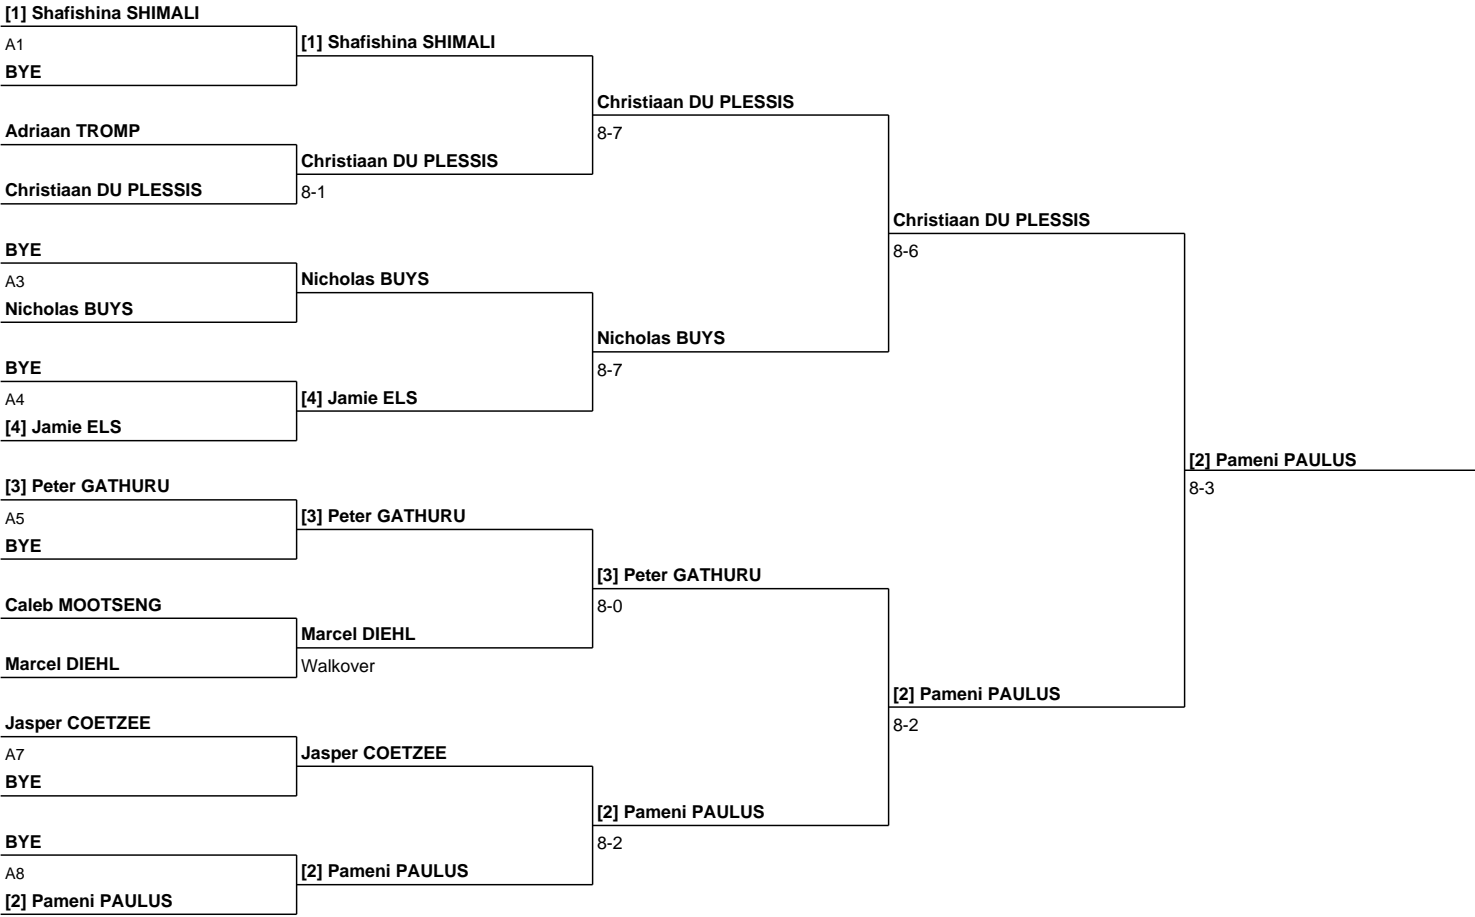 [1] Shafishina SHIMALI
A1
BYE
[1] Shafishina SHIMALI
Adriaan TROMP
Christiaan DU PLESSIS
Christiaan DU PLESSIS
8-1
Christiaan DU PLESSIS
8-7
BYE
A3
Nicholas BUYS
Nicholas BUYS
BYE
A4
[4] Jamie ELS
[4] Jamie ELS
Nicholas BUYS
8-7
Christiaan DU PLESSIS
8-6
[3] Peter GATHURU
A5
BYE
[3] Peter GATHURU
Caleb MOOTSENG
Marcel DIEHL
Marcel DIEHL
Walkover
[3] Peter GATHURU
8-0
Jasper COETZEE
A7
BYE
Jasper COETZEE
BYE
A8
[2] Pameni PAULUS
[2] Pameni PAULUS
[2] Pameni PAULUS
8-2
[2] Pameni PAULUS
8-2
[2] Pameni PAULUS
8-3